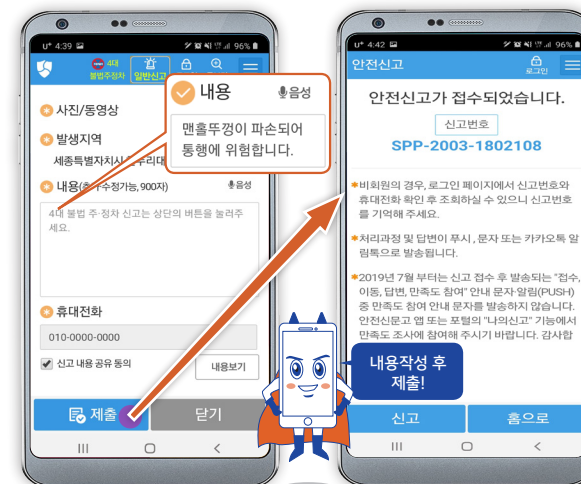 U+ 4:39 96%
4대
불법주정차 일반신고
사진/동영상
발생지역
세종특별자치시
내용(추가수정가능, 900자) 음성
4대 불법 주·정차 신고는 상단의 버튼을 눌러주
세요.
휴대전화
010-0000-0000
신고 내용 공유 동의 내용보기
제출 닫기
내용 음성
맨홀뚜껑이 파손되어
통행에 위험합니다.
U+ 4:42 96%
안전신고 로그인
안전신고가 접수되었습니다.
신고번호
SPP-2003-1802108
*비회원의 경우, 로그인 페이지에서 신고번호와
휴대전화 확인 후 조회하실 수 있으니 신고번호
를 기억해 주세요.
*처리과정 및 답변이 푸시 , 문자 또는 카카오톡 알
림톡으로 발송됩니다.
*2019년 7월 부터는 신고 접수 후 발송되는 "접수,
이동, 답변, 만족도 참여" 안내 문자·알림(PUSH)
중 만족도 참여 안내 문자를 발송하지 않습니다.
안전신문고 앱 또는 포털의 "나의신고" 기능에서
만족도 조사에 참여해 주시기 바랍니다. 감사합
내용작성 후
제출!
신고 홈으로